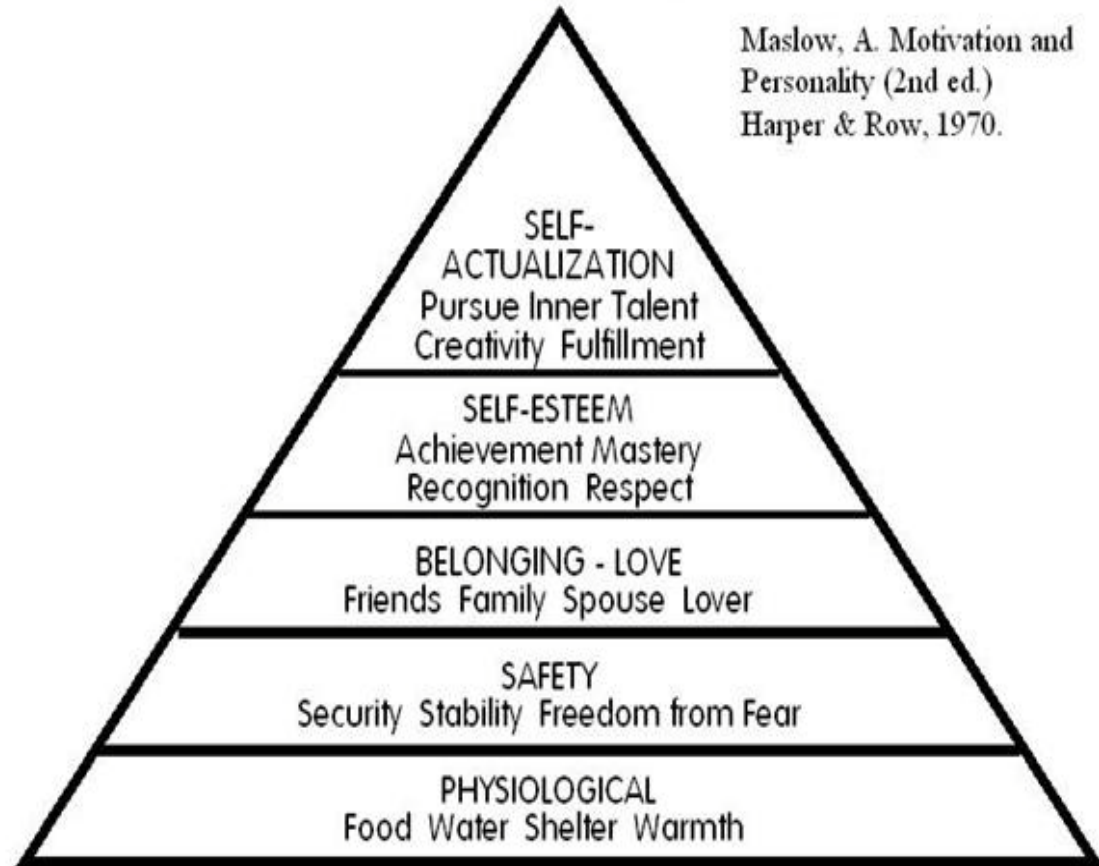 Maslow, A. Motivation and
Personality (2nd ed.)
Harper & Row, 1970.
SELF-
ACTUALIZATION
Pursue Inner Talent
Creativity Fulfillment
SELF-ESTEEM
Achievement Mastery
Recognition Respect
BELONGING - LOVE
Friends Family Spouse Lover
SAFETY
Security Stability Freedom from Fear
PHYSIOLOGICAL
Food Water Shelter Warmth